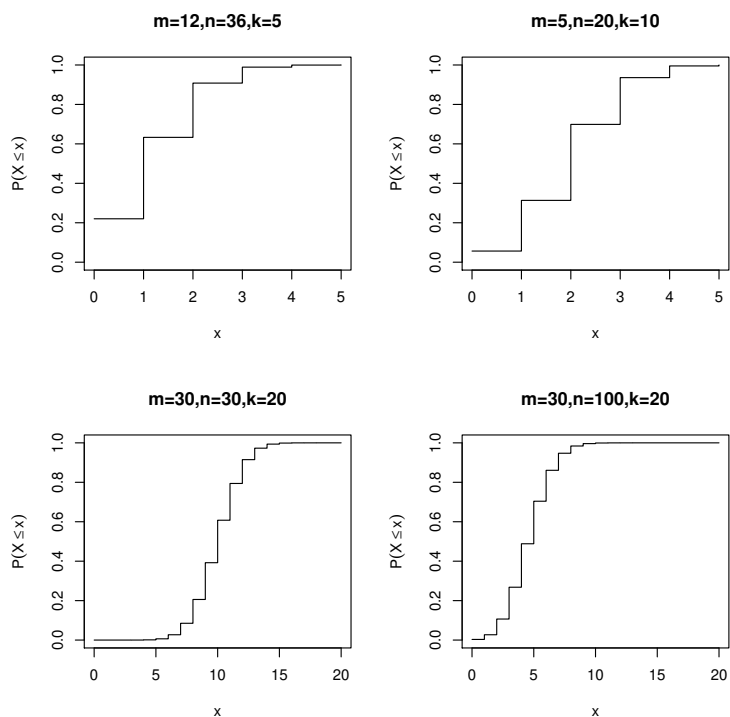 m=12,n=36,k=5
P(X ≤ x)
0.0 0.2 0.4 0.6 0.8 1.0
0 1 2 3 4 5
x
m=5,n=20,k=10
P(X ≤ x)
0.0 0.2 0.4 0.6 0.8 1.0
0 1 2 3 4 5
x
m=30,n=30,k=20
P(X ≤ x)
0.0 0.2 0.4 0.6 0.8 1.0
0 5 10 15 20
x
m=30,n=100,k=20
P(X ≤ x)
0.0 0.2 0.4 0.6 0.8 1.0
0 5 10 15 20
x